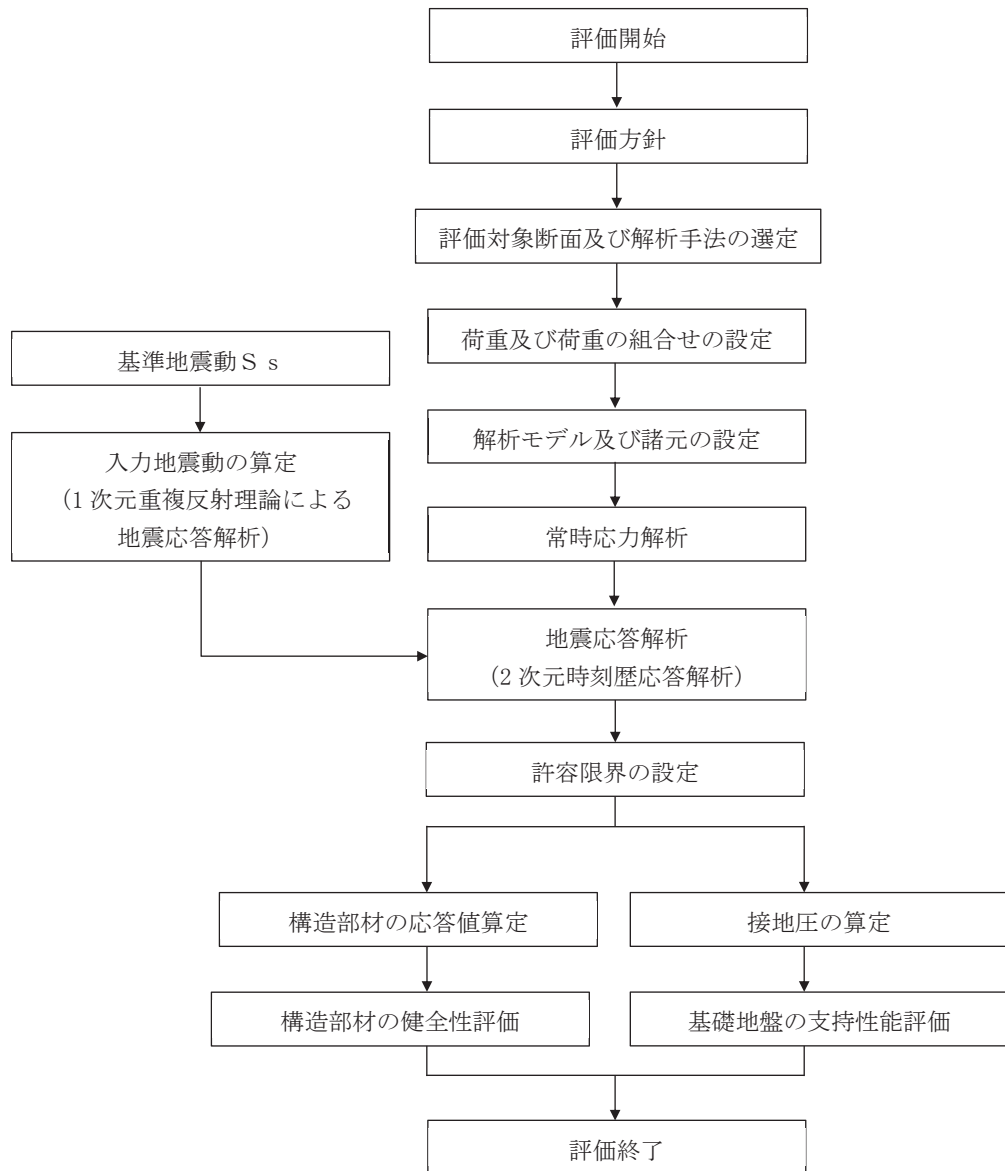 評価開始
評価方針
評価対象断面及び解析手法の選定
荷重及び荷重の組合せの設定
基準地震動Ｓｓ
解析モデル及び諸元の設定
入力地震動の算定
（1 次元重複反射理論による
地震応答解析）
常時応力解析
地震応答解析
（2 次元時刻歴応答解析）
許容限界の設定
構造部材の応答値算定
接地圧の算定
構造部材の健全性評価
基礎地盤の支持性能評価
評価終了